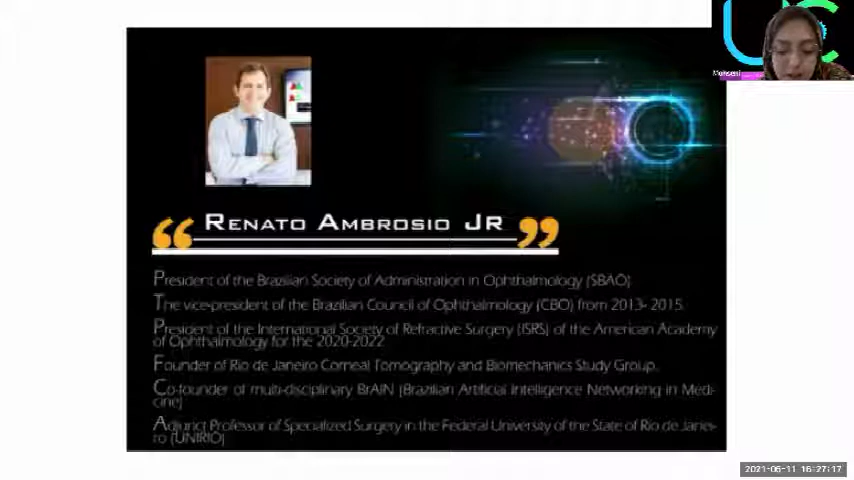 Mohseni
“ RENATO AMBROSIO JR ”
President of the Brazilian Society of Administration in Ophthalmology (SBAO)
The vice-president of the Brazilian Council of Ophthalmology (CBO) from 2013- 2015.
President of the International Society of Refractive Surgery (ISRS) of the American Academy
of Ophthalmology for the 2020-2022
Founder of Rio de Janeiro Corneal Tomography and Biomechanics Study Group.
Co-founder of multi-disciplinary BrAIN (Brazilian Artificial Intelligence Networking in Medi-
cine)
Adjunct Professor of Specialized Surgery in the Federal University of the State of Rio de Janei-
ro (UNIRIO)
2021-06-11 16:27:17